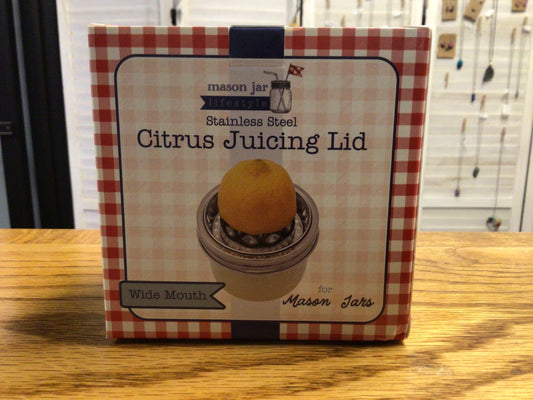 mason jar
lifestyle
Stainless Steel
Citrus Juicing Lid
Wide Mouth
for
Mason Jars